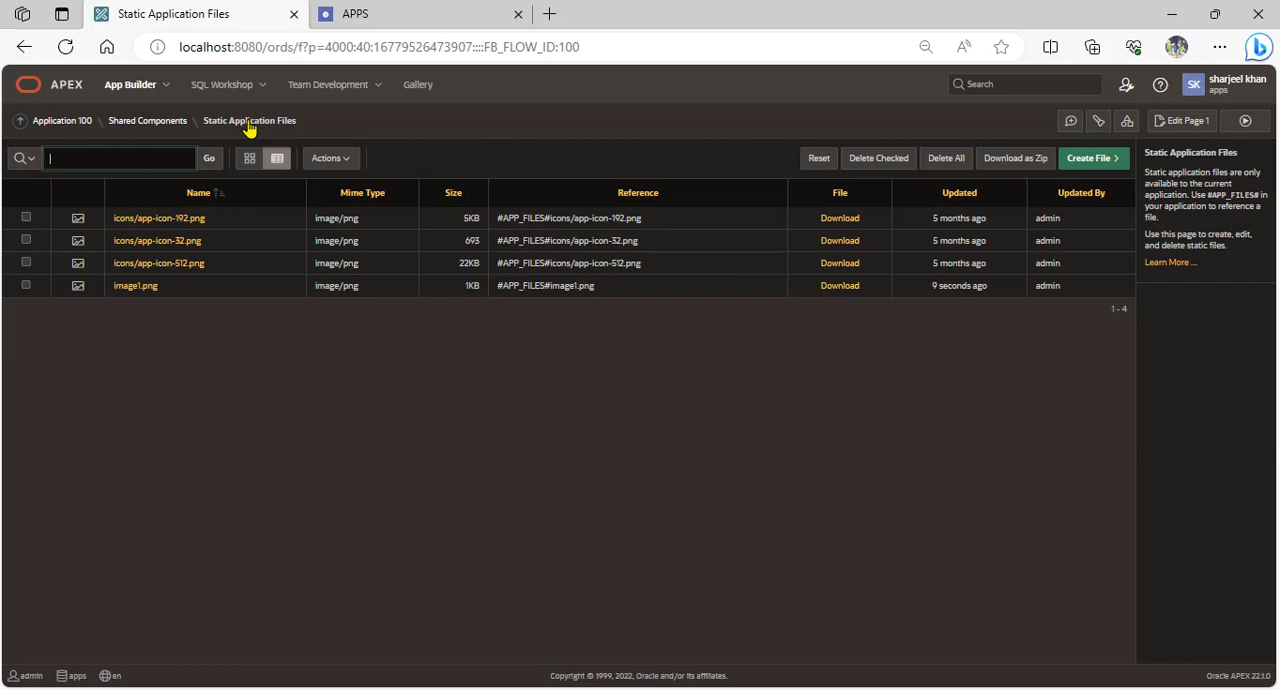 Static Application Files
APPS
localhost:8080/ords/f?p=4000:40:16779526473907::::FB_FLOW_ID:100
APEX
App Builder
SQL Workshop
Team Development
Gallery
Search
SK
sharjeel khan
apps
Application 100 \ Shared Components \ Static Application Files
Edit Page 1
Go
Actions
Reset
Delete Checked
Delete All
Download as Zip
Create File >
Name Mime Type Size Reference File Updated Updated By
icons/app-icon-192.png image/png 5KB #APP_FILES#icons/app-icon-192.png Download 5 months ago admin
icons/app-icon-32.png image/png 693 #APP_FILES#icons/app-icon-32.png Download 5 months ago admin
icons/app-icon-512.png image/png 22KB #APP_FILES#icons/app-icon-512.png Download 5 months ago admin
image1.png image/png 1KB #APP_FILES#image1.png Download 9 seconds ago admin
1 - 4
Static Application Files
Static application files are only
available to the current
application. Use #APP_FILES# in
your application to reference a
file.
Use this page to create, edit,
and delete static files.
Learn More ...
admin
apps
en
Copyright © 1999, 2022, Oracle and/or its affiliates.
Oracle APEX 22.1.0